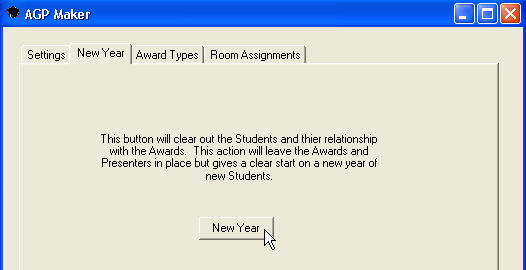 AGP Maker
Settings New Year Award Types Room Assignments
This button will clear out the Students and thier relationship
with the Awards. This action will leave the Awards and
Presenters in place but gives a clear start on a new year of
new Students.
New Year